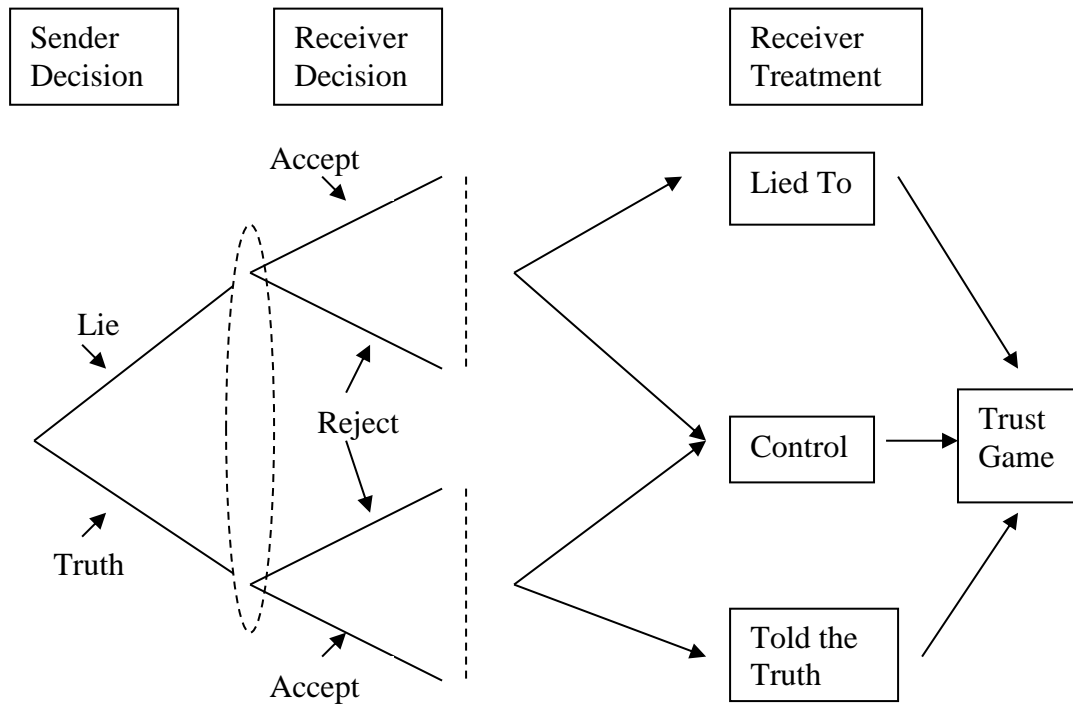 Sender
Decision
Receiver
Decision
Receiver
Treatment
Accept
Lied To
Lie
Reject
Control
Trust
Game
Truth
Told the
Truth
Accept